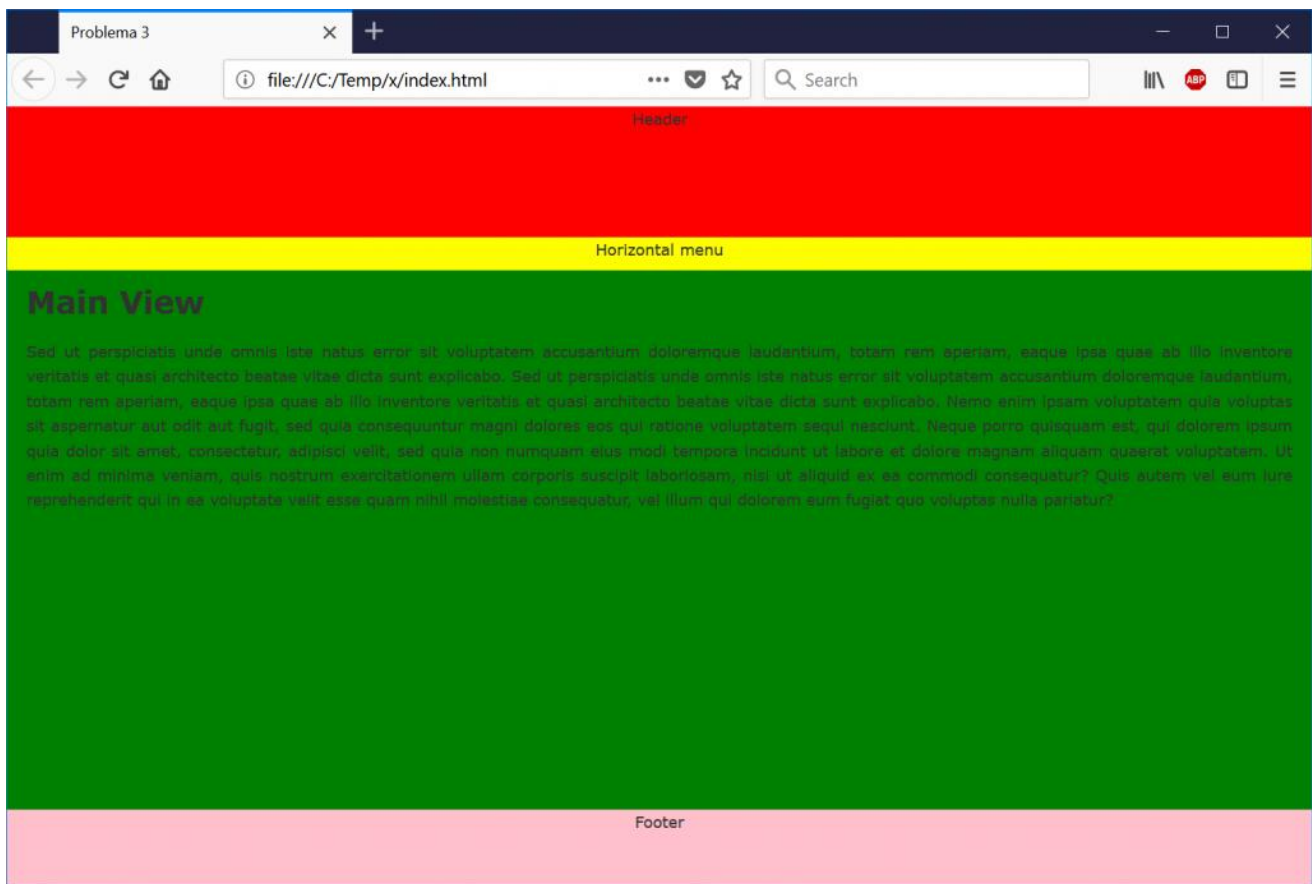 Problema 3
file:///C:/Temp/x/index.html
Search
ABP
Header
Horizontal menu
Main View
Sed ut perspiciatis unde omnis iste natus error sit voluptatem accusantium doloremque laudantium, totam rem aperiam, eaque ipsa quae ab illo inventore
veritatis et quasi architecto beatae vitae dicta sunt explicabo. Sed ut perspiciatis unde omnis iste natus error sit voluptatem accusantium doloremque laudantium,
totam rem aperiam, eaque ipsa quae ab illo inventore veritatis et quasi architecto beatae vitae dicta sunt explicabo. Nemo enim ipsam voluptatem quia voluptas
sit aspernatur aut odit aut fugit, sed quia consequuntur magni dolores eos qui ratione voluptatem sequi nesciunt. Neque porro quisquam est, qui dolorem ipsum
quia dolor sit amet, consectetur, adipisci velit, sed quia non numquam eius modi tempora incidunt ut labore et dolore magnam aliquam quaerat voluptatem. Ut
enim ad minima veniam, quis nostrum exercitationem ullam corporis suscipit laboriosam, nisi ut aliquid ex ea commodi consequatur? Quis autem vel eum iure
reprehenderit qui in ea voluptate velit esse quam nihil molestiae consequatur, vel illum qui dolorem eum fugiat quo voluptas nulla pariatur?
Footer